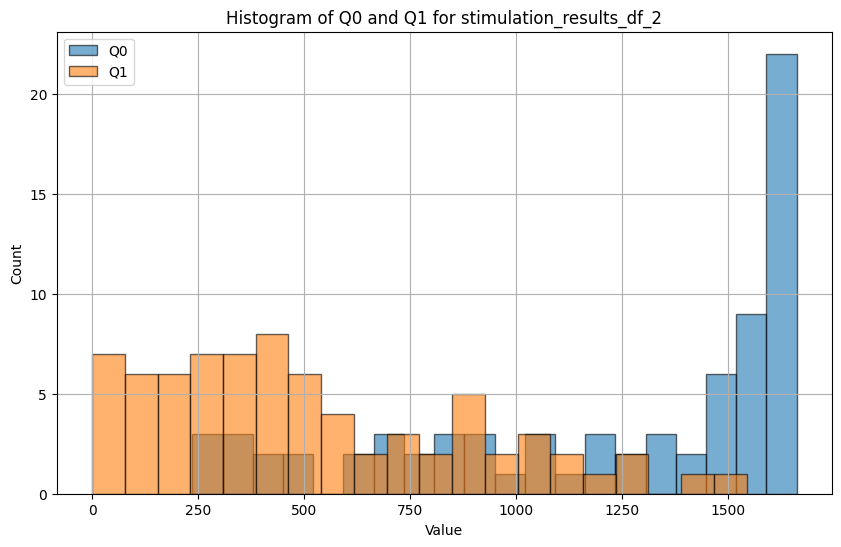 Histogram of Q0 and Q1 for stimulation_results_df_2
Q0
Q1
20
15
10
5
0
Count
0 250 500 750 1000 1250 1500
Value